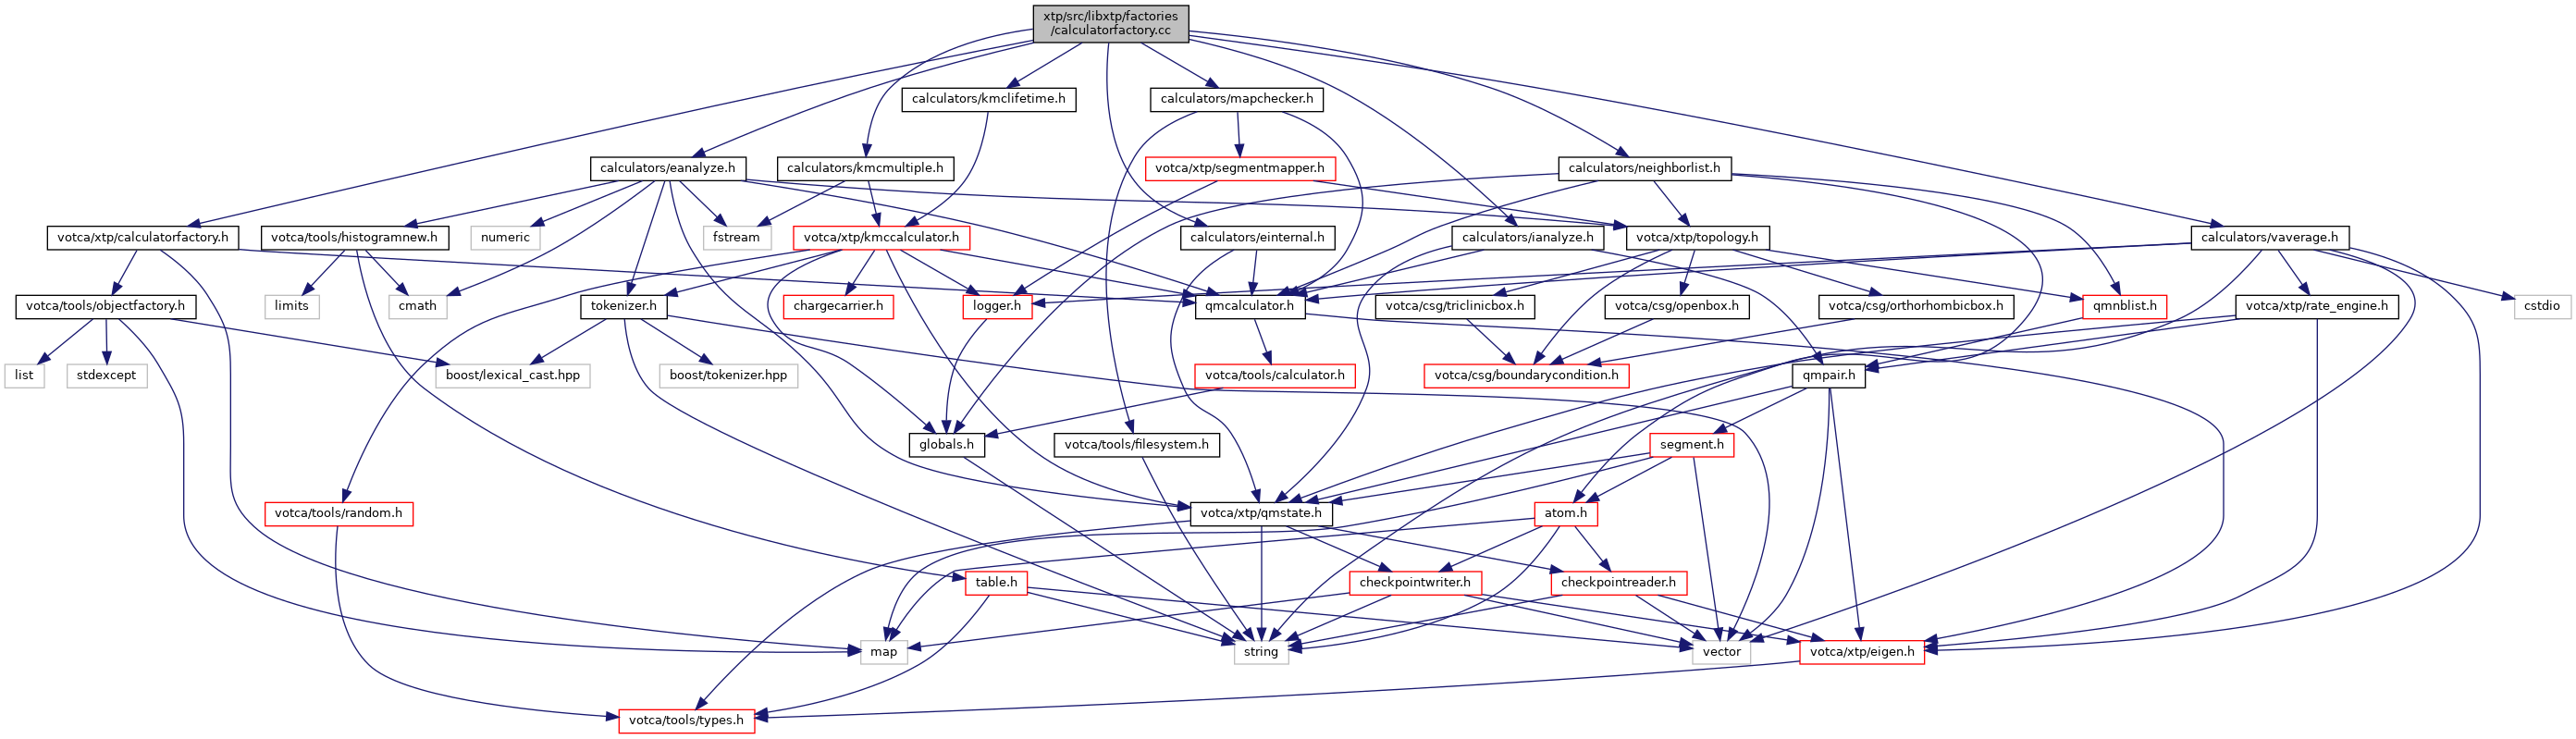 xtp/src/libxtp/factories
/calculatorfactory.cc
calculators/kmclifetime.h
calculators/mapchecker.h
calculators/eanalyze.h
calculators/kmcmultiple.h
votca/xtp/segmentmapper.h
calculators/neighborlist.h
votca/xtp/calculatorfactory.h
votca/tools/histogramnew.h
numeric
fstream
votca/xtp/kmccalculator.h
calculators/einternal.h
calculators/ianalyze.h
votca/xtp/topology.h
calculators/vaverage.h
votca/tools/objectfactory.h
limits
cmath
tokenizer.h
chargecarrier.h
logger.h
qmcalculator.h
votca/csg/triclinicbox.h
votca/csg/openbox.h
votca/csg/orthorhombicbox.h
qmnblist.h
votca/xtp/rate_engine.h
cstdio
list
stdexcept
boost/lexical_cast.hpp
boost/tokenizer.hpp
votca/tools/calculator.h
votca/csg/boundarycondition.h
qmpair.h
globals.h
votca/tools/filesystem.h
segment.h
votca/tools/random.h
votca/xtp/qmstate.h
atom.h
table.h
checkpointwriter.h
checkpointreader.h
map
string
vector
votca/xtp/eigen.h
votca/tools/types.h